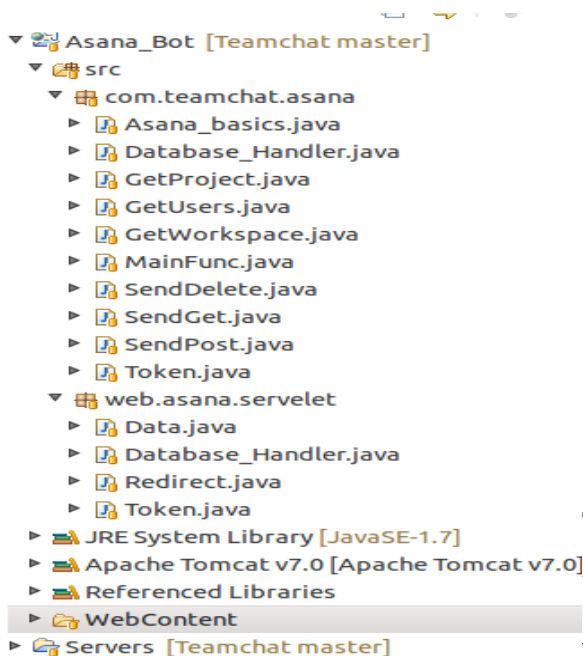 Asana_Bot [Teamchat master]
src
com.teamchat.asana
Asana_basics.java
Database_Handler.java
GetProject.java
GetUsers.java
GetWorkspace.java
MainFunc.java
SendDelete.java
SendGet.java
SendPost.java
Token.java
web.asana.servelet
Data.java
Database_Handler.java
Redirect.java
Token.java
JRE System Library [JavaSE-1.7]
Apache Tomcat v7.0 [Apache Tomcat v7.0]
Referenced Libraries
WebContent
Servers [Teamchat master]